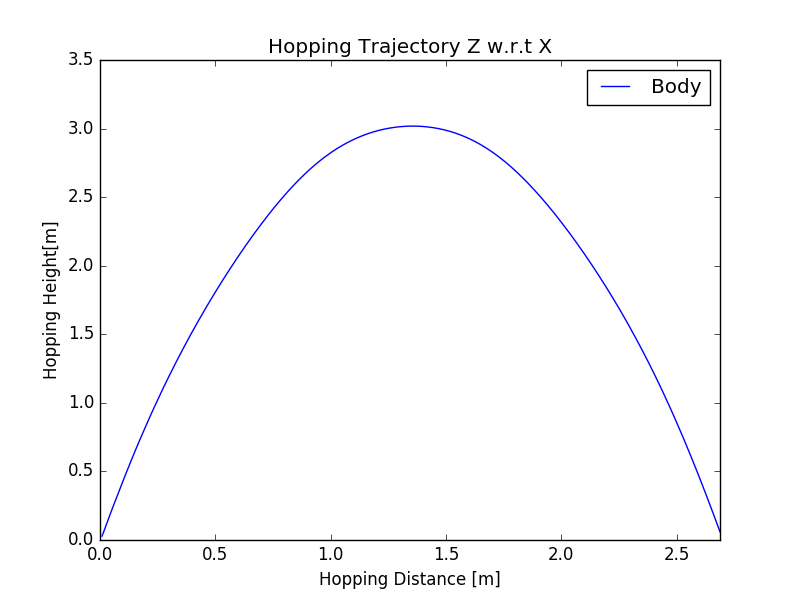 Hopping Trajectory Z w.r.t X
Body
3.5
3.0
2.5
2.0
1.5
1.0
0.5
0.0
Hopping Height[m]
0.0 0.5 1.0 1.5 2.0 2.5
Hopping Distance [m]